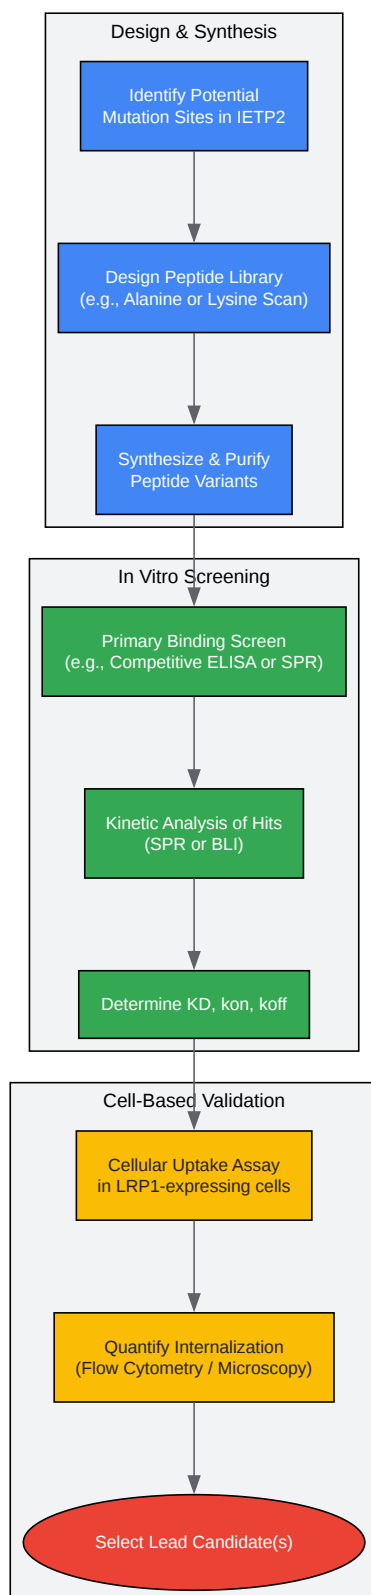 Design & Synthesis
Identify Potential
Mutation Sites in IETP2
Design Peptide Library
(e.g., Alanine or Lysine Scan)
Synthesize & Purify
Peptide Variants
In Vitro Screening
Primary Binding Screen
(e.g., Competitive ELISA or SPR)
Kinetic Analysis of Hits
(SPR or BLI)
Determine KD, kon, koff
Cell-Based Validation
Cellular Uptake Assay
in LRP1-expressing cells
Quantify Internalization
(Flow Cytometry / Microscopy)
Select Lead Candidate(s)